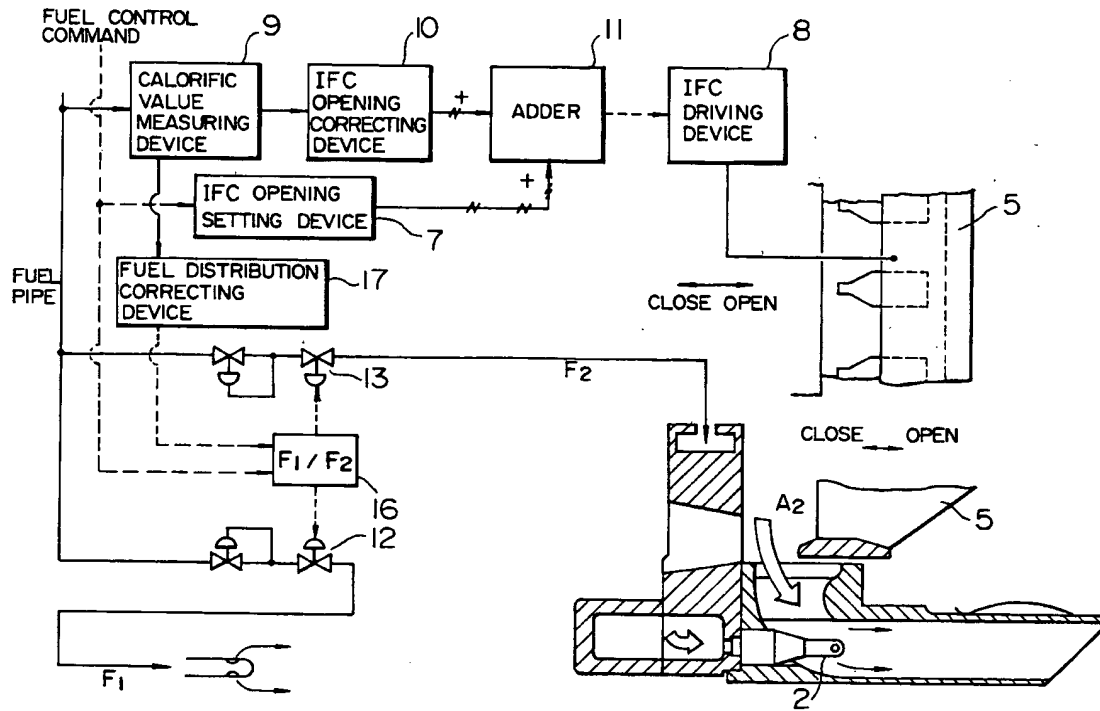 FUEL CONTROL
COMMAND
9
10
11
8
CALORIFIC
VALUE
MEASURING
DEVICE
IFC
OPENING
CORRECTING
DEVICE
+
ADDER
IFC
DRIVING
DEVICE
+
IFC OPENING
SETTING DEVICE
7
5
FUEL
PIPE
FUEL DISTRIBUTION
CORRECTING
DEVICE
17
CLOSE OPEN
13
F2
CLOSE OPEN
F1/F2
16
A2
5
12
F1
2